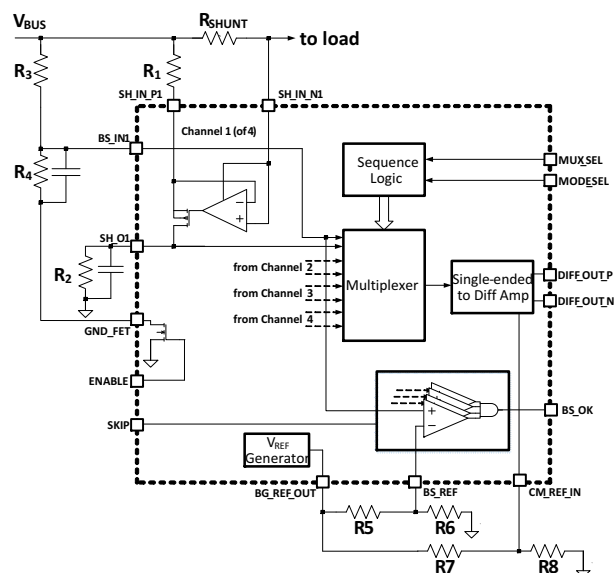 VBUS
RSHUNT
to load
R3
R1
SH_IN_P1
SH_IN_N1
BS_IN1
Channel 1 (of 4)
R4
Sequence
Logic
MUX_SEL
MODE_SEL
SH_O1
R2
from Channel 2
from Channel 3
from Channel 4
Multiplexer
Single-ended
to Diff Amp
DIFF_OUT_P
DIFF_OUT_N
GND_FET
ENABLE
SKIP
+
−
BS_OK
VREF
Generator
BG_REF_OUT
BS_REF
CM_REF_IN
R5
R6
R7
R8